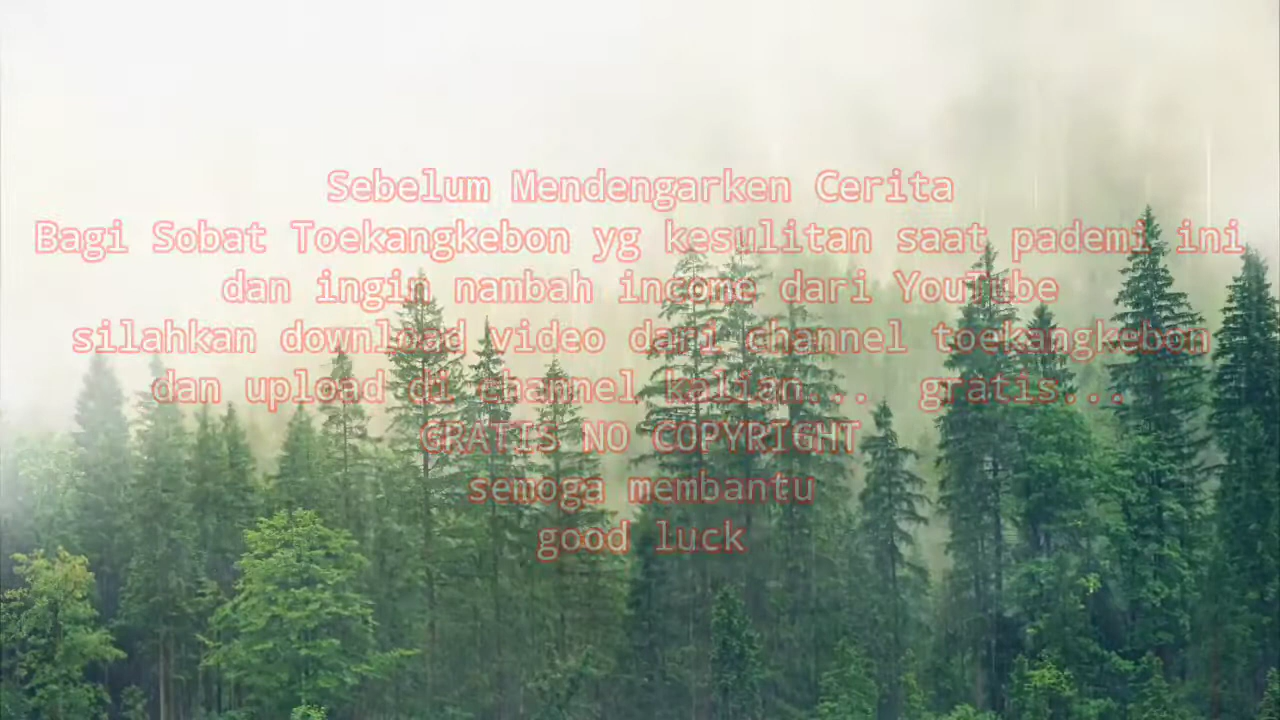 Sebelum Mendengarken Cerita
Bagi Sobat Toekangkebon yg kesulitan saat pademi ini
dan ingin nambah income dari YouTube
silahkan download video dari channel toekangkebon
dan upload di channel kalian... gratis...
GRATIS NO COPYRIGHT
semoga membantu
good luck